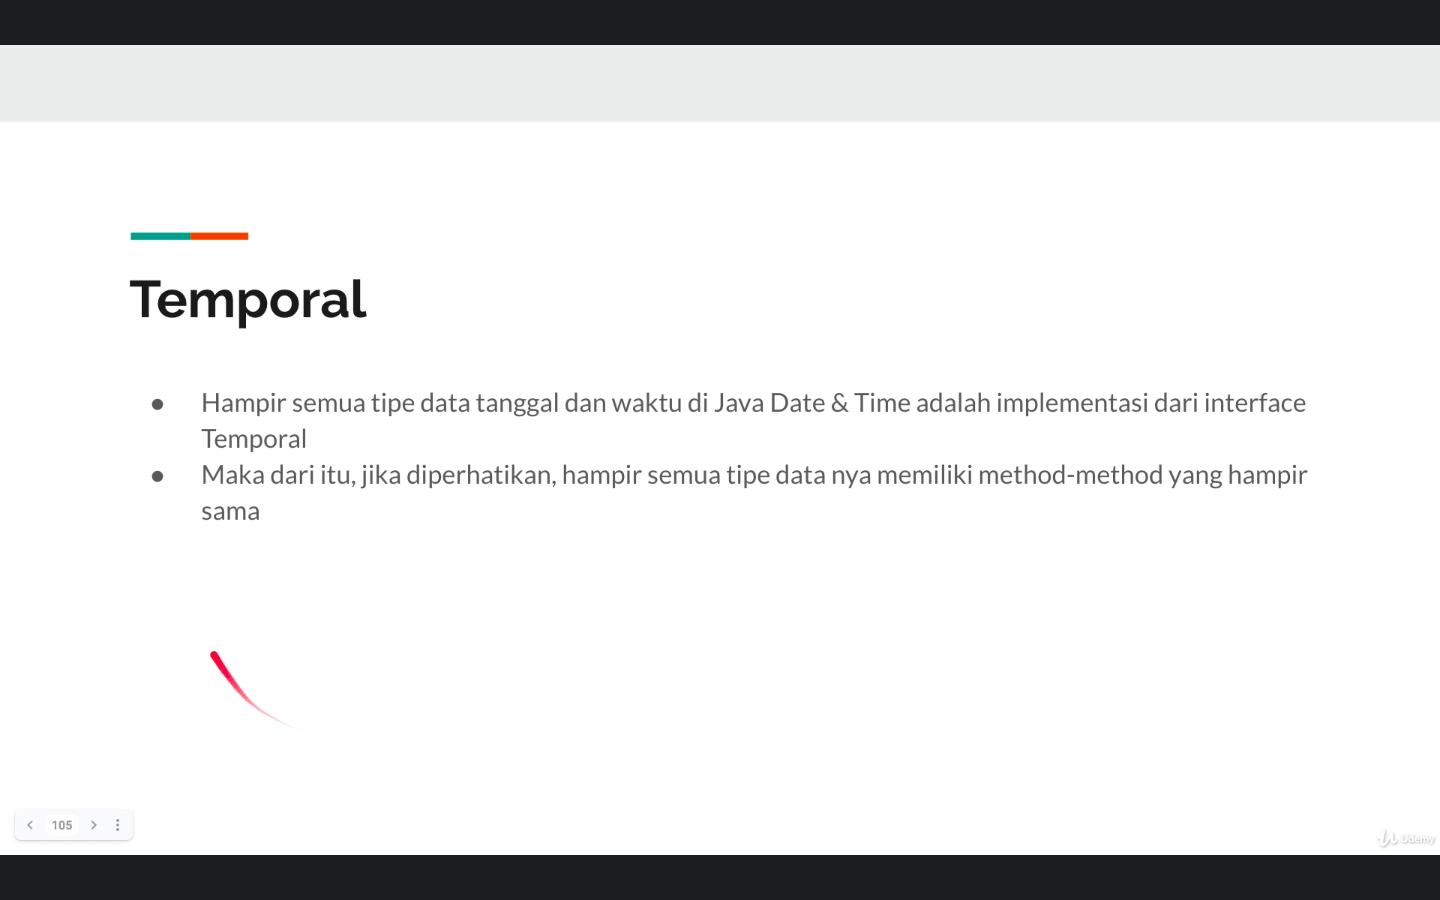 Temporal
● Hampir semua tipe data tanggal dan waktu di Java Date & Time adalah implementasi dari interface
Temporal
● Maka dari itu, jika diperhatikan, hampir semua tipe data nya memiliki method-method yang hampir
sama
105
Udemy